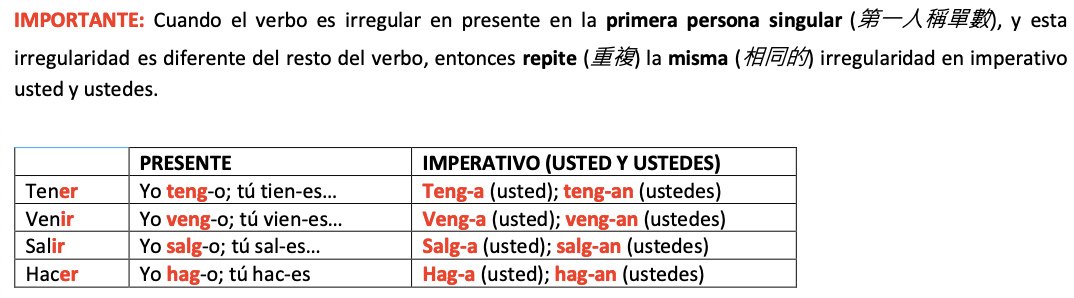 IMPORTANTE: Cuando el verbo es irregular en presente en la primera persona singular (第一人稱單數), y esta
irregularidad es diferente del resto del verbo, entonces repite (重複) la misma (相同的) irregularidad en imperativo
usted y ustedes.
PRESENTE IMPERATIVO (USTED Y USTEDES)
Tener Yo teng-o; tú tien-es... Teng-a (usted); teng-an (ustedes)
Venir Yo veng-o; tú vien-es... Veng-a (usted); veng-an (ustedes)
Salir Yo salg-o; tú sal-es... Salg-a (usted); salg-an (ustedes)
Hacer Yo hag-o; tú hac-es Hag-a (usted); hag-an (ustedes)